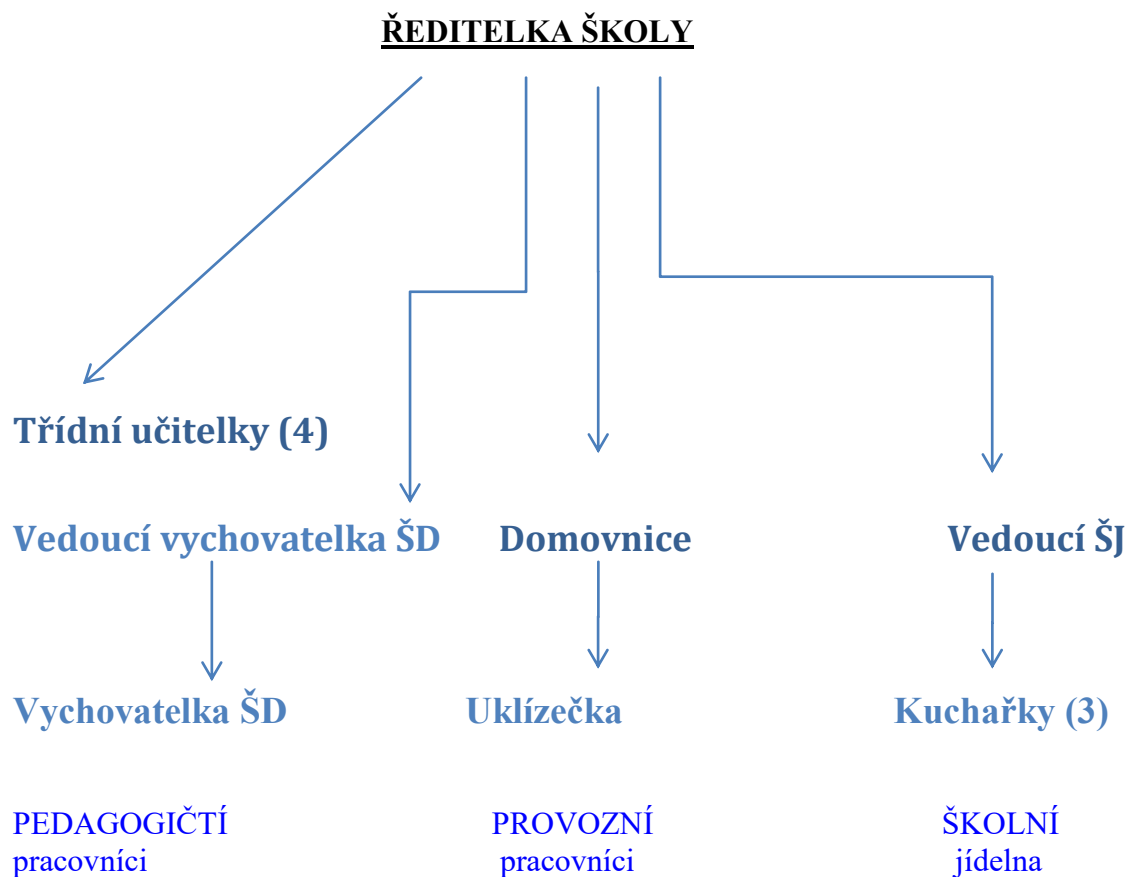 ŘEDITELKA ŠKOLY
Třídní učitelky (4)
Vedoucí vychovatelka ŠD Domovnice Vedoucí ŠJ
Vychovatelka ŠD Uklízečka Kuchařky (3)
PEDAGOGIČTÍ PROVOZNÍ ŠKOLNÍ
pracovníci pracovníci jídelna